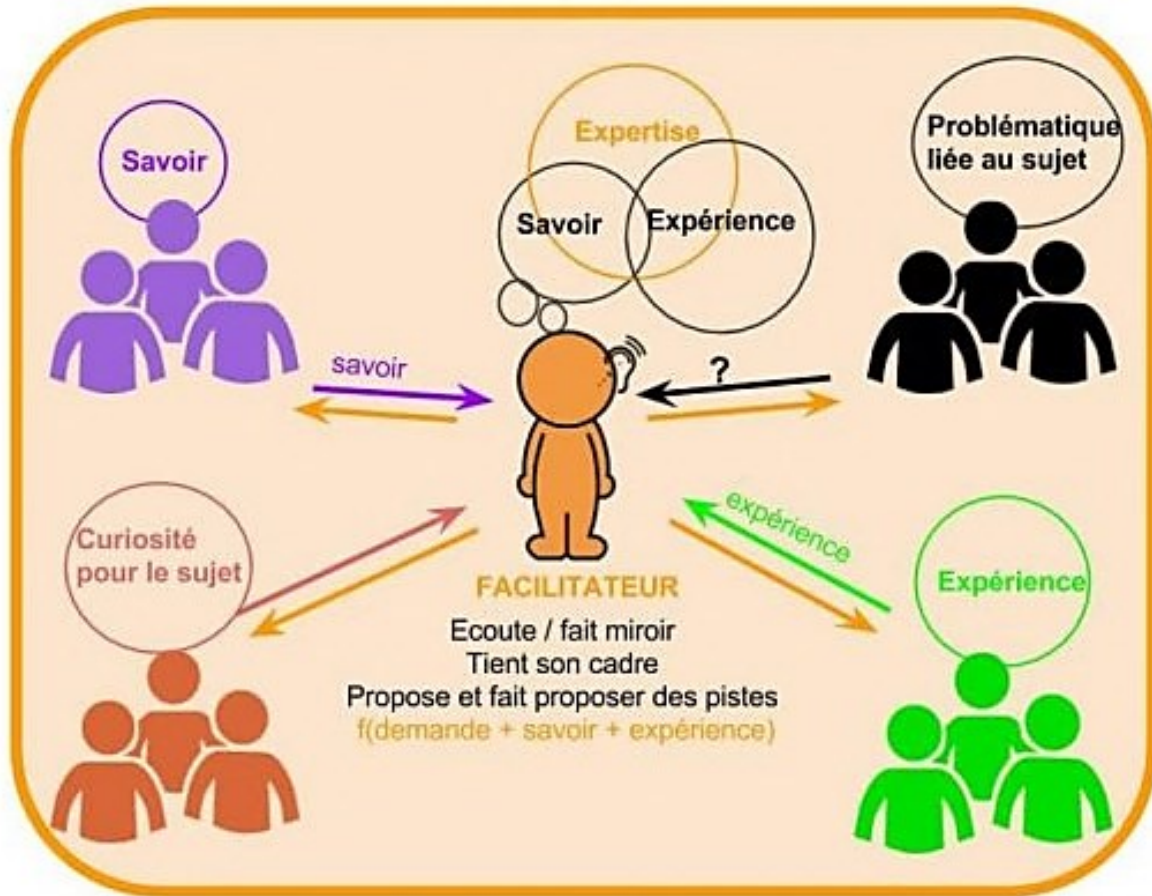 Expertise
Problématique
liée au sujet
Savoir
Savoir
Expérience
savoir
?
Curiosité
pour le sujet
expérience
Expérience
FACILITATEUR
Ecoute / fait miroir
Tient son cadre
Propose et fait proposer des pistes
f(demande + savoir + expérience)